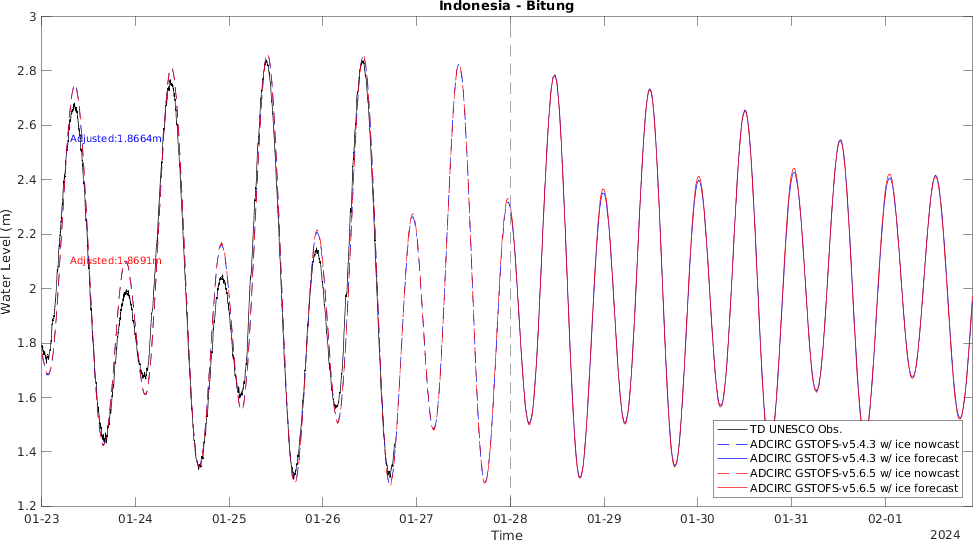 Indonesia - Bitung
Water Level (m)
3
2.8
2.6
2.4
2.2
2
1.8
1.6
1.4
1.2
Adjusted:1.8664m
Adjusted:1.8691m
TD UNESCO Obs.
ADCIRC GSTOFS-v5.4.3 w/ ice nowcast
ADCIRC GSTOFS-v5.4.3 w/ ice forecast
ADCIRC GSTOFS-v5.6.5 w/ ice nowcast
ADCIRC GSTOFS-v5.6.5 w/ ice forecast
01-23 01-24 01-25 01-26 01-27 01-28 01-29 01-30 01-31 02-01
Time
2024